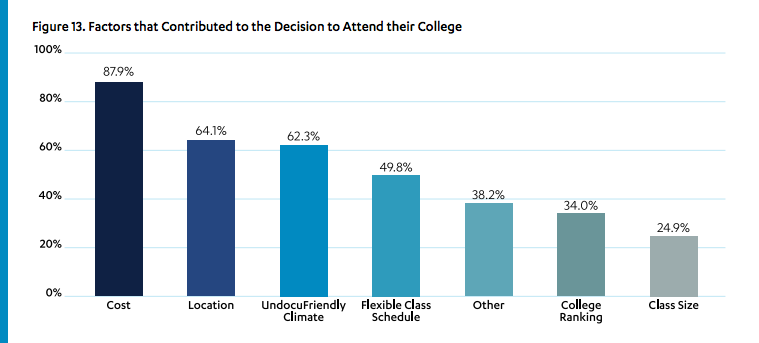 Figure 13. Factors that Contributed to the Decision to Attend their College
100%
80%
60%
40%
20%
0%
87.9%
64.1%
62.3%
49.8%
38.2%
34.0%
24.9%
Cost
Location
UndocuFriendly
Climate
Flexible Class
Schedule
Other
College
Ranking
Class Size